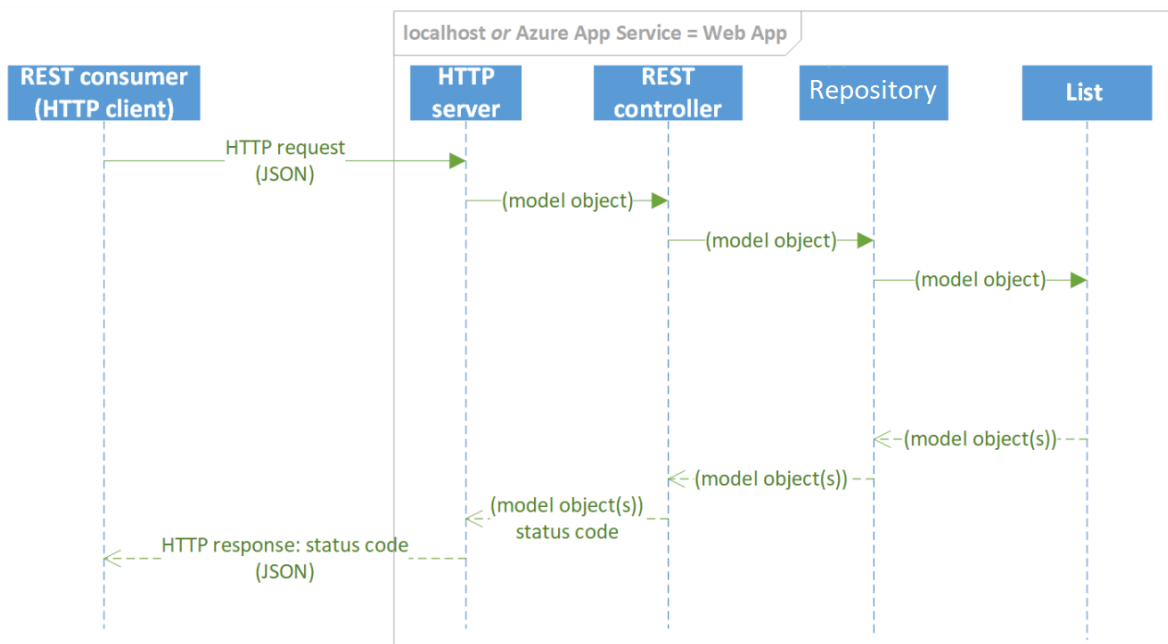 localhost or Azure App Service = Web App
REST consumer
(HTTP client)
HTTP
server
REST
controller
Repository
List
HTTP request
(JSON)
(model object)
(model object)
(model object)
(model object(s))
(model object(s))
(model object(s))
status code
HTTP response: status code
(JSON)